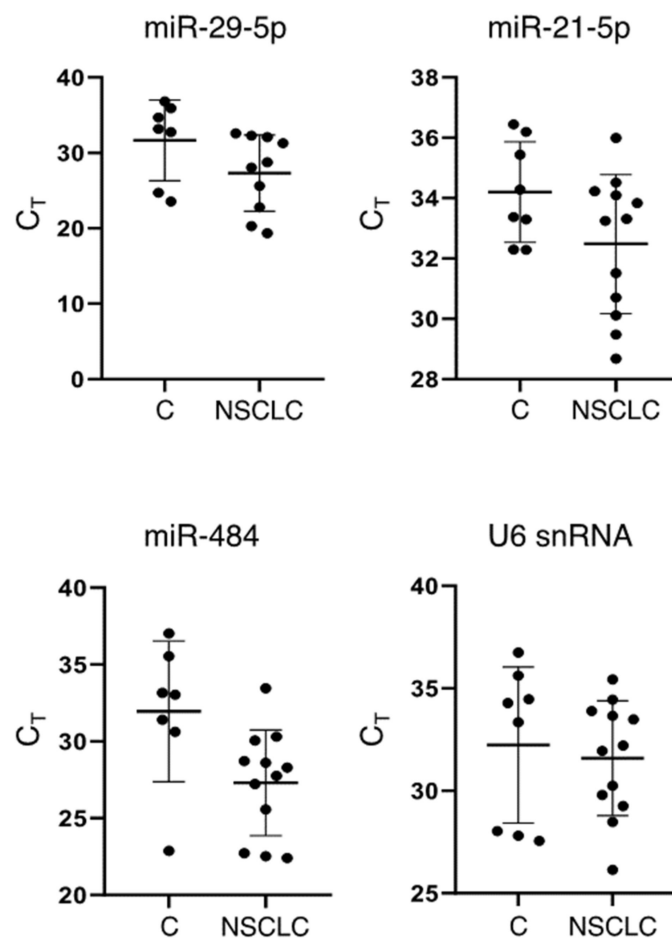 miR-29-5p
40
30
20
10
0
C_T
C
NSCLC
miR-21-5p
38
36
34
32
30
28
C_T
C
NSCLC
miR-484
40
35
30
25
20
C_T
C
NSCLC
U6 snRNA
40
35
30
25
C_T
C
NSCLC